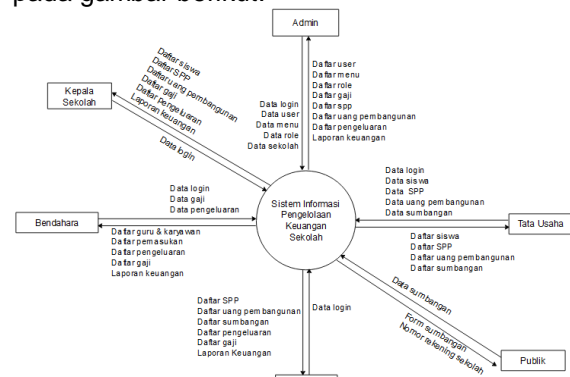 pada gambar berikut.
Admin
Daftar siswa
Daftar SPP
Daftar uang pembangunan
Daftar gaji
Daftar Pengeluaran
Laporan Keuangan
Data login
Kepala
Sekolah
Data login
Data user
Data menu
Data role
Data sekolah
Daftar user
Daftar menu
Daftar role
Daftar gaji
Daftar spp
Daftar uang pembangunan
Daftar pengeluaran
Laporan keuangan
Data login
Data gaji
Data pengeluaran
Bendahara
Daftar guru & karyawan
Daftar pemasukan
Daftar pengeluaran
Daftar gaji
Laporan keuangan
Sistem Informasi
Pengelolaan
Keuangan
Sekolah
Data login
Data siswa
Data SPP
Data uang pembangunan
Data sumbangan
Tata Usaha
Daftar siswa
Daftar SPP
Daftar uang pembangunan
Daftar sumbangan
Daftar SPP
Daftar uang pembangunan
Daftar sumbangan
Daftar pengeluaran
Daftar gaji
Laporan Keuangan
Data login
Data sumbangan
Form sumbangan
Nomor rekening sekolah
Publik